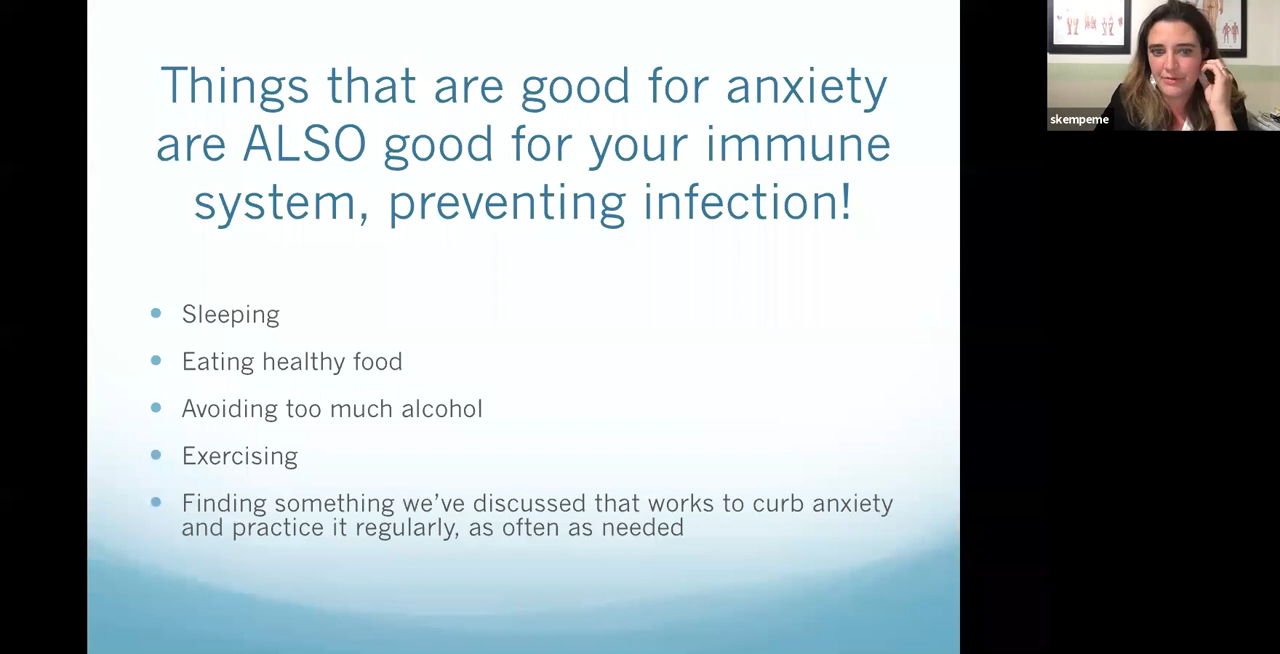 Things that are good for anxiety
are ALSO good for your immune
system, preventing infection!
• Sleeping
• Eating healthy food
• Avoiding too much alcohol
• Exercising
• Finding something we’ve discussed that works to curb anxiety
and practice it regularly, as often as needed
skempeme